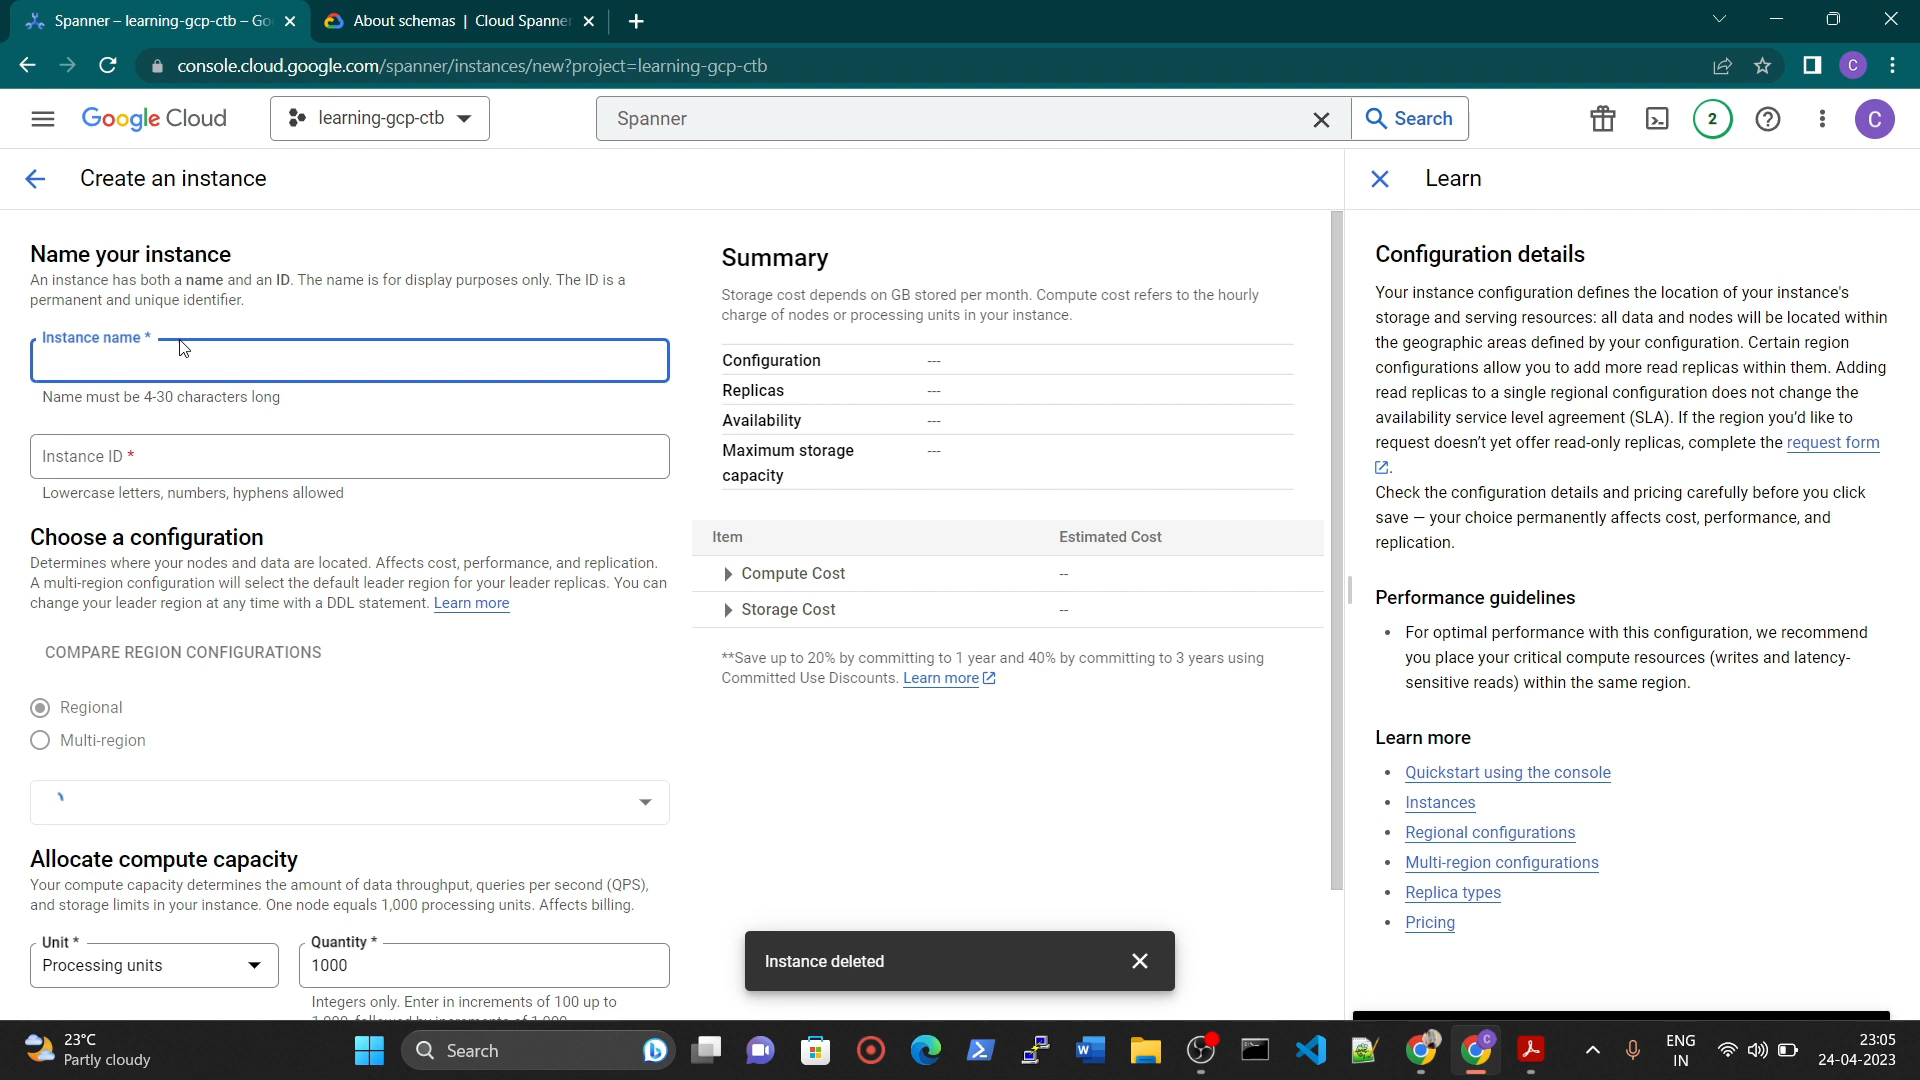 Spanner – learning-gcp-ctb – Go
About schemas | Cloud Spanner
console.cloud.google.com/spanner/instances/new?project=learning-gcp-ctb
C
Google Cloud
learning-gcp-ctb
Spanner
Search
2
C
Create an instance
Learn
Name your instance
An instance has both a name and an ID. The name is for display purposes only. The ID is a
permanent and unique identifier.
Instance name *
Name must be 4-30 characters long
Instance ID *
Lowercase letters, numbers, hyphens allowed
Choose a configuration
Determines where your nodes and data are located. Affects cost, performance, and replication.
A multi-region configuration will select the default leader region for your leader replicas. You can
change your leader region at any time with a DDL statement. Learn more
COMPARE REGION CONFIGURATIONS
Regional
Multi-region
Allocate compute capacity
Your compute capacity determines the amount of data throughput, queries per second (QPS),
and storage limits in your instance. One node equals 1,000 processing units. Affects billing.
Unit *
Processing units
Quantity *
1000
Integers only. Enter in increments of 100 up to
1,000, followed by increments of 1,000
Summary
Storage cost depends on GB stored per month. Compute cost refers to the hourly
charge of nodes or processing units in your instance.
Configuration ---
Replicas ---
Availability ---
Maximum storage ---
capacity
Item Estimated Cost
Compute Cost --
Storage Cost --
**Save up to 20% by committing to 1 year and 40% by committing to 3 years using
Committed Use Discounts. Learn more
Instance deleted
Configuration details
Your instance configuration defines the location of your instance's
storage and serving resources: all data and nodes will be located within
the geographic areas defined by your configuration. Certain region
configurations allow you to add more read replicas within them. Adding
read replicas to a single regional configuration does not change the
availability service level agreement (SLA). If the region you'd like to
request doesn't yet offer read-only replicas, complete the request form
.
Check the configuration details and pricing carefully before you click
save — your choice permanently affects cost, performance, and
replication.
Performance guidelines
• For optimal performance with this configuration, we recommend
you place your critical compute resources (writes and latency-
sensitive reads) within the same region.
Learn more
• Quickstart using the console
• Instances
• Regional configurations
• Multi-region configurations
• Replica types
• Pricing
23°C
Partly cloudy
Search
ENG
IN
23:05
24-04-2023